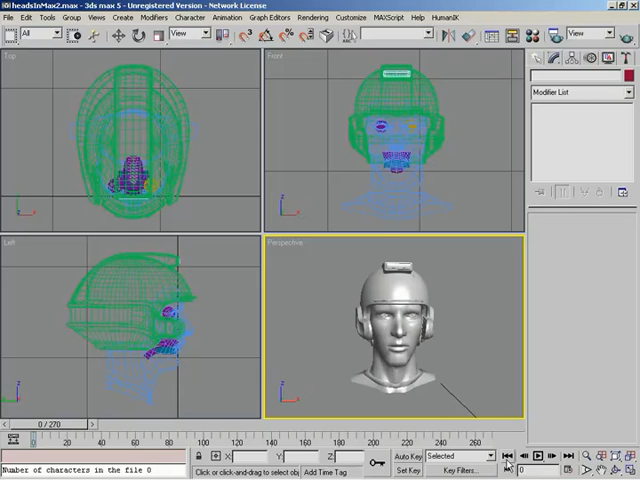 headsInMax2.max - 3ds max 5 - Unregistered Version - Network License
File Edit Tools Group Views Create Modifiers Character reactor Animation Graph Editors Rendering Customize MAXScript Help HumanIK
All View View
Modifier List
Top
Front
Left
Perspective
0 / 270
0 20 40 60 80 100 120 140 160 180 200 220 240 260
X: Y: Z: Auto Key Selected
Number of characters in the file 0
Click or click-and-drag to select obj Add Time Tag Set Key Key Filters... 0